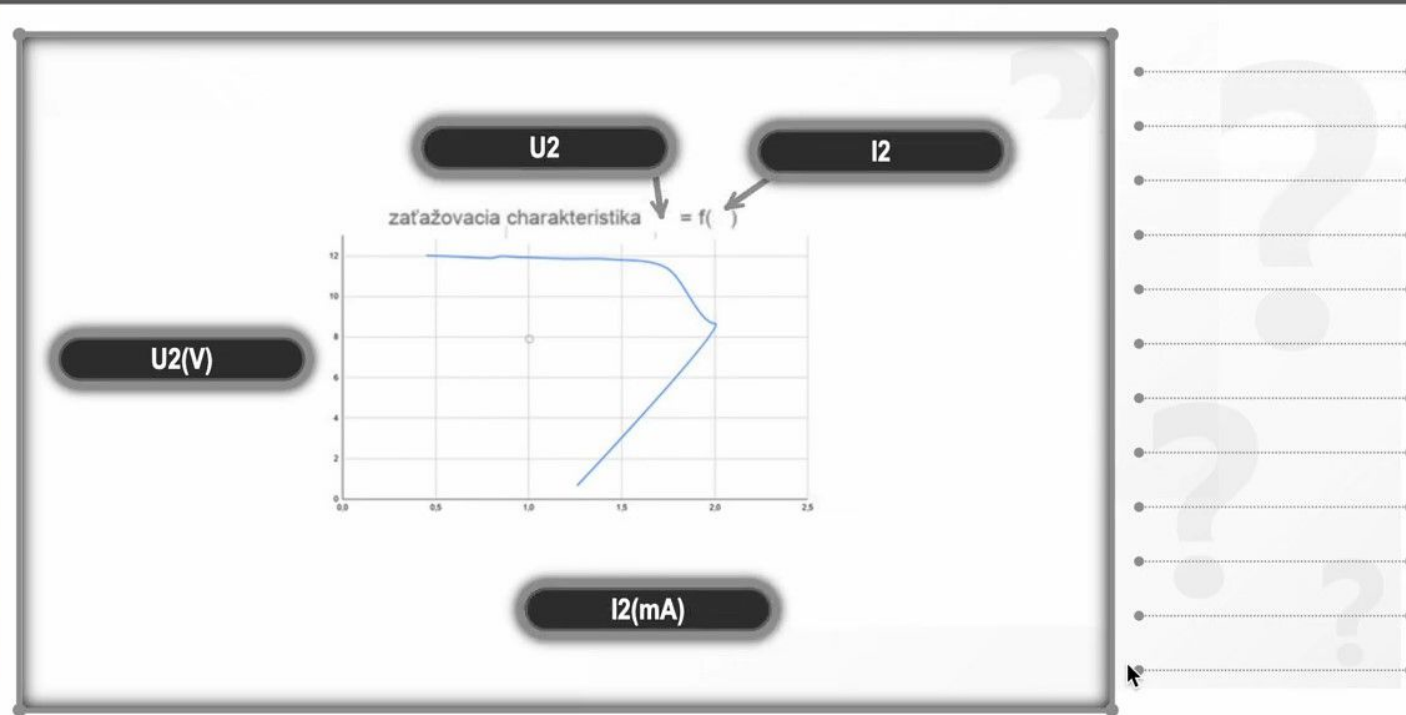 U2
I2
zaťažovacia charakteristika = f( )
12
10
8
U2(V)
6
4
2
0
0,0 0,5 1,0 1,5 2,0 2,5
I2(mA)